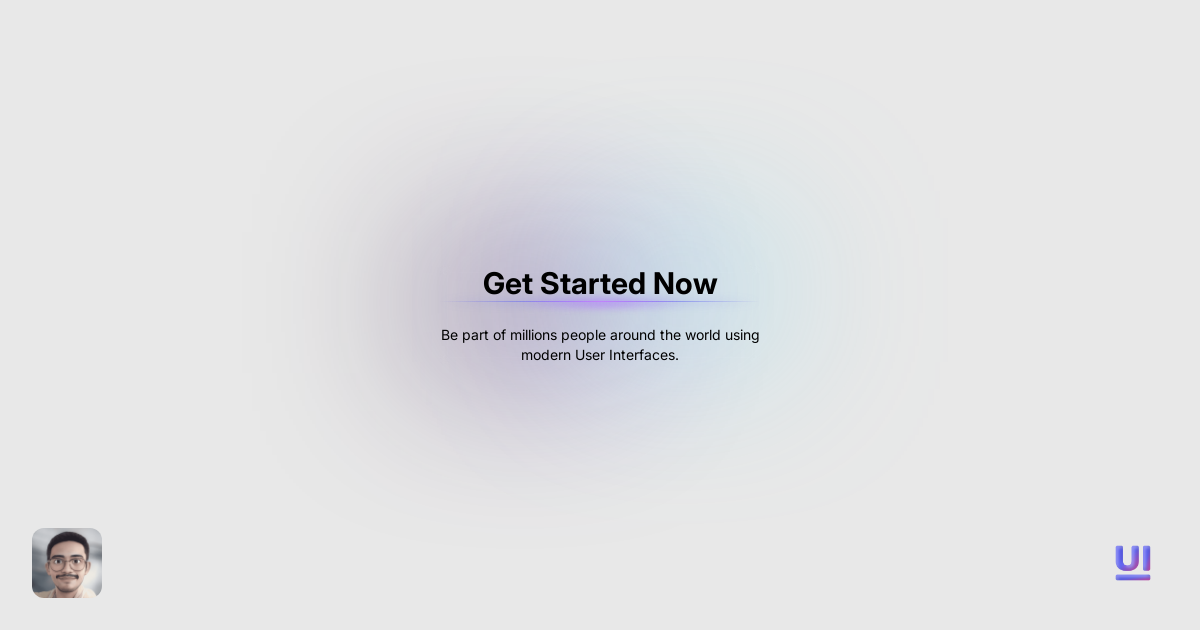 Get Started Now
Be part of millions people around the world using
modern User Interfaces.
UI